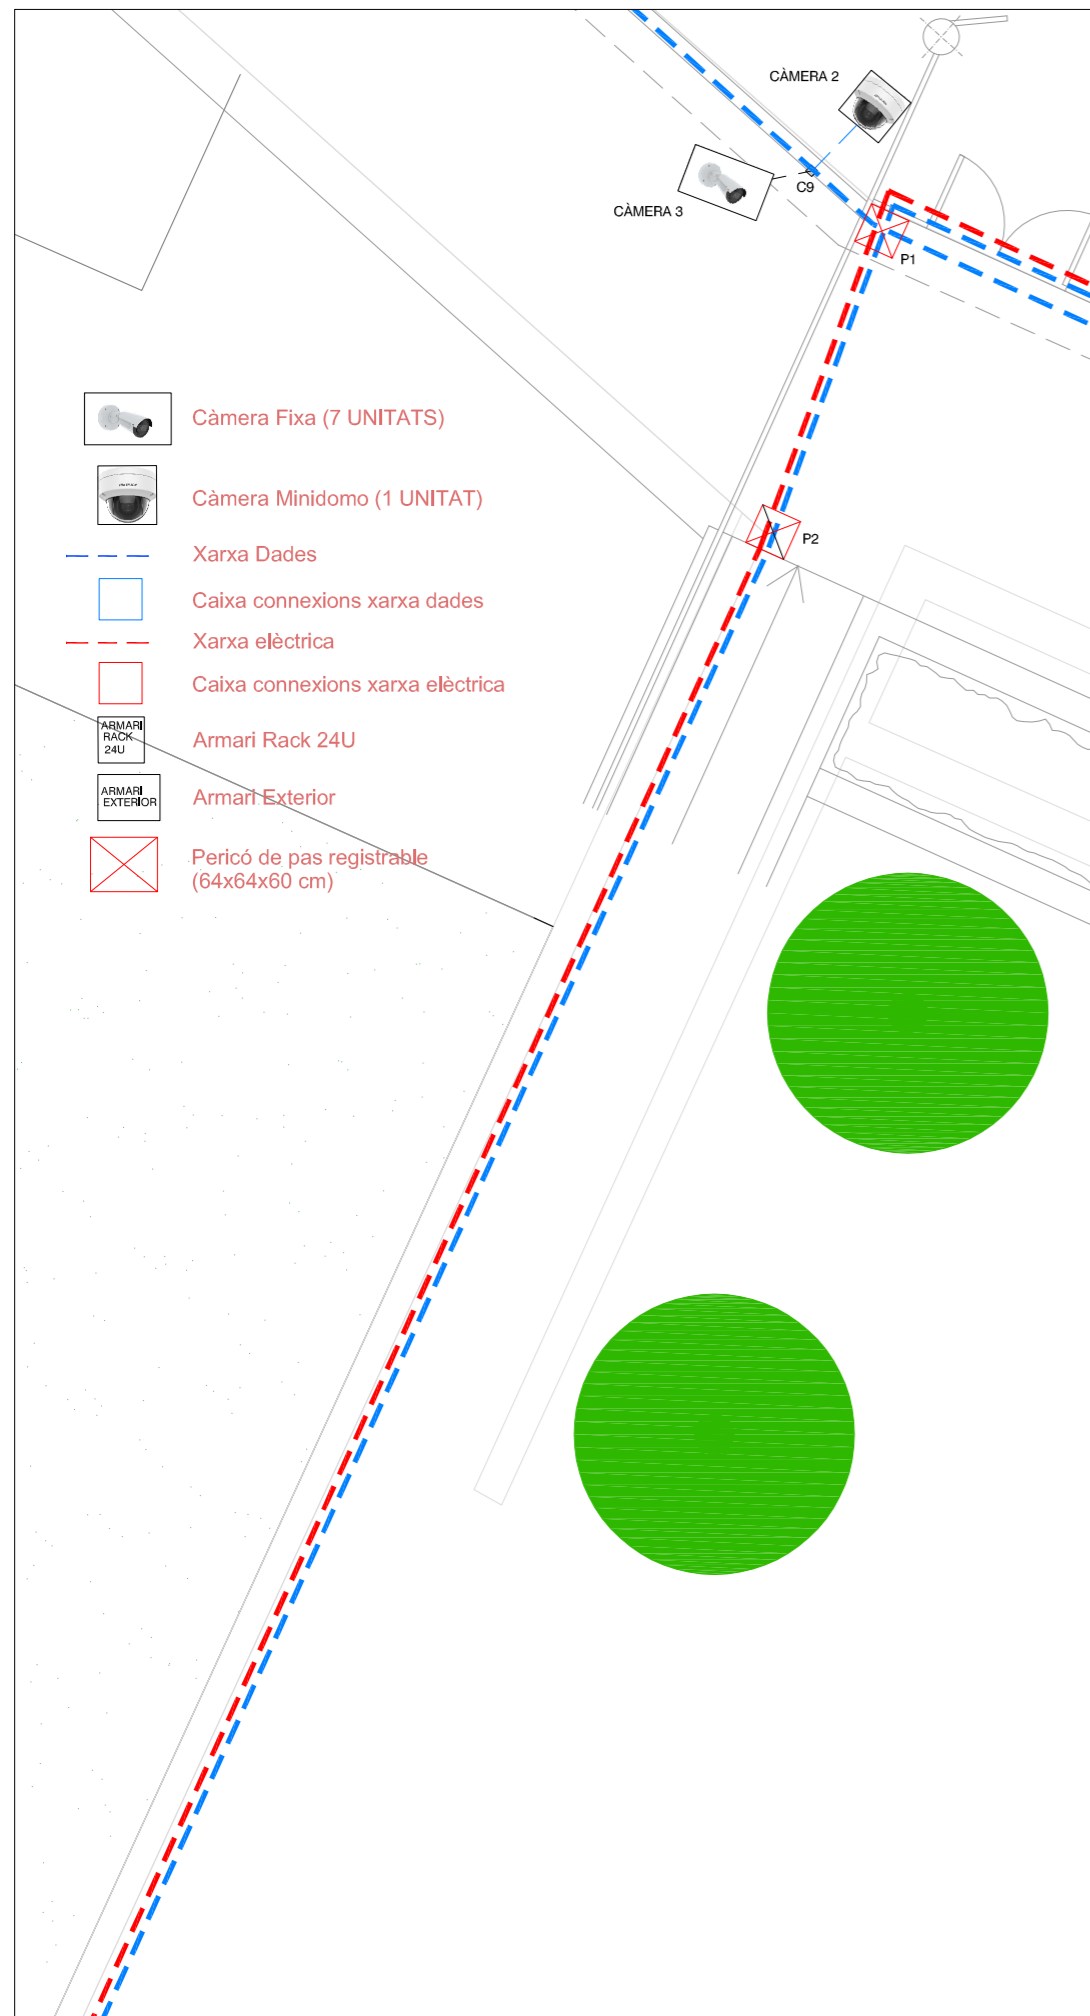 CÀMERA 2
C9
CÀMERA 3
P1
P2
Càmera Fixa (7 UNITATS)
Càmera Minidomo (1 UNITAT)
Xarxa Dades
Caixa connexions xarxa dades
Xarxa elèctrica
Caixa connexions xarxa elèctrica
ARMARI
RACK
24U
Armari Rack 24U
ARMARI
EXTERIOR
Armari Exterior
Pericó de pas registrable
(64x64x60 cm)